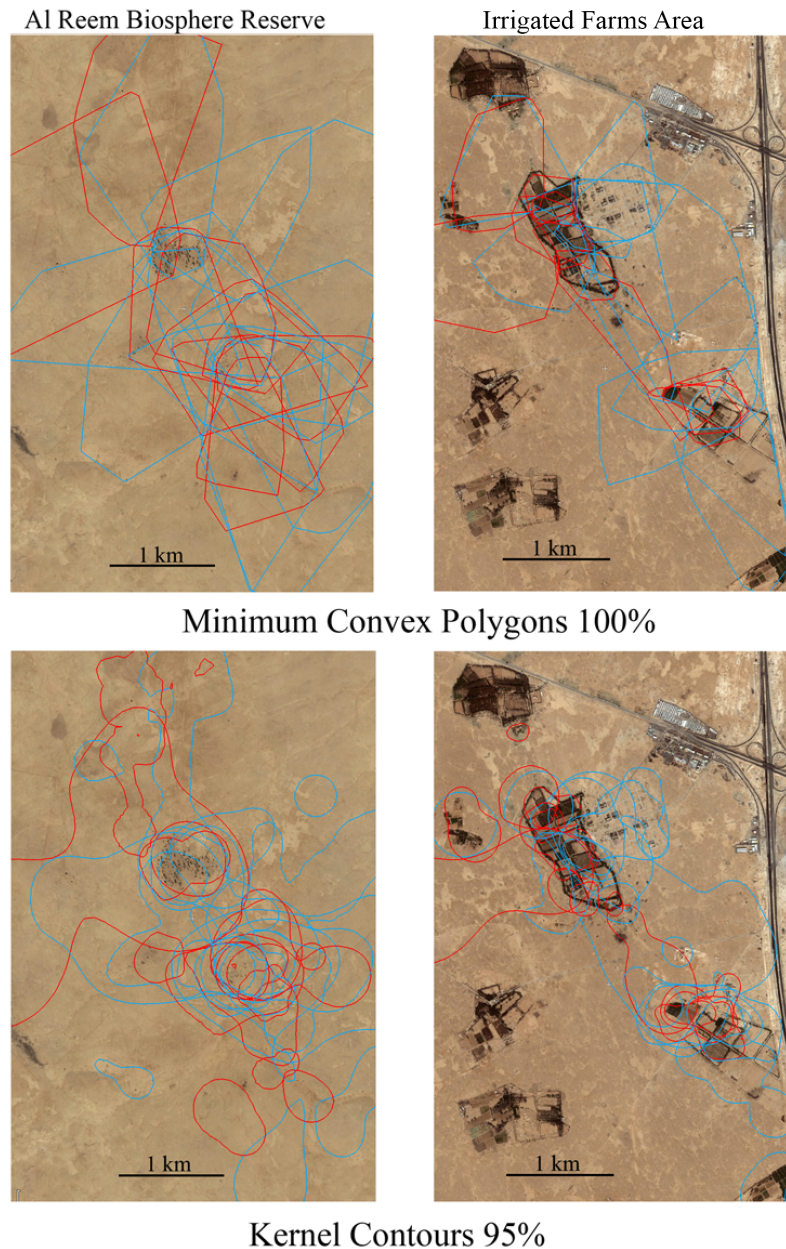 Al Reem Biosphere Reserve
Irrigated Farms Area
1 km
1 km
Minimum Convex Polygons 100%
1 km
1 km
Kernel Contours 95%